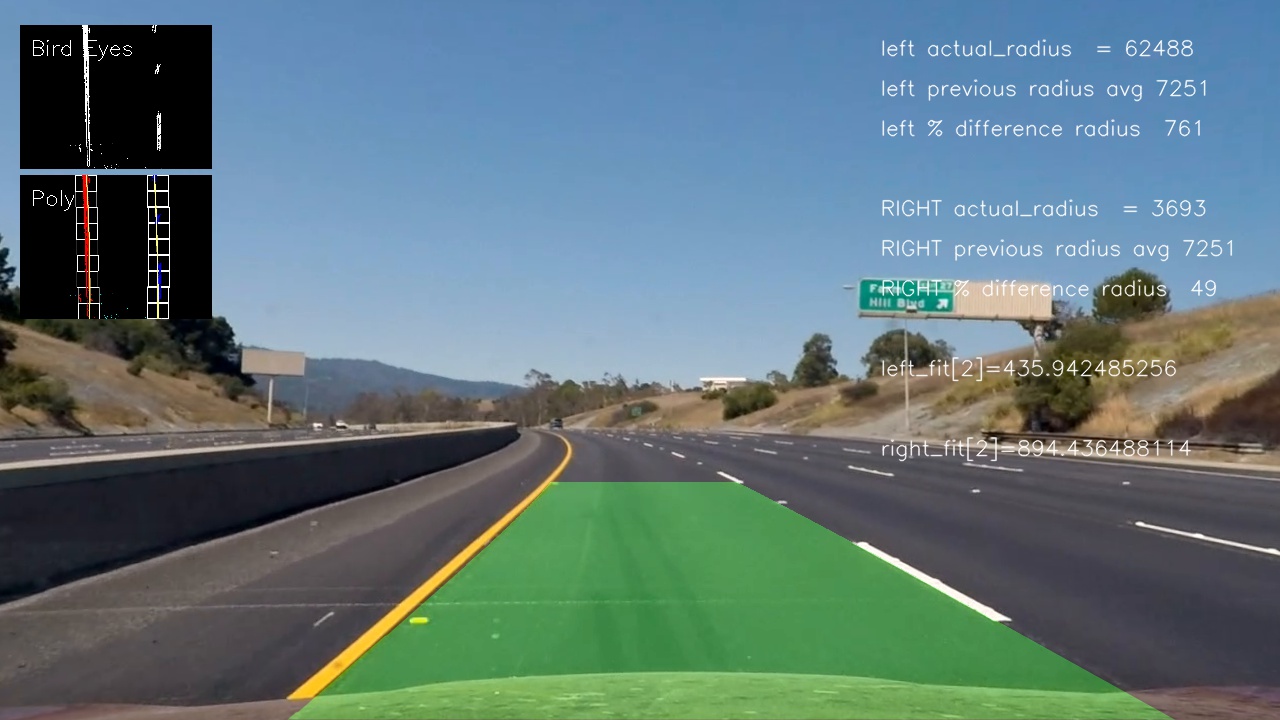 Bird Eyes
Poly
left actual_radius = 62488
left previous radius avg 7251
left % difference radius 761
RIGHT actual_radius = 3693
RIGHT previous radius avg 7251
RIGHT % difference radius 49
Hill Blvd
left_fit[2]=435.942485256
right_fit[2]=894.436488114